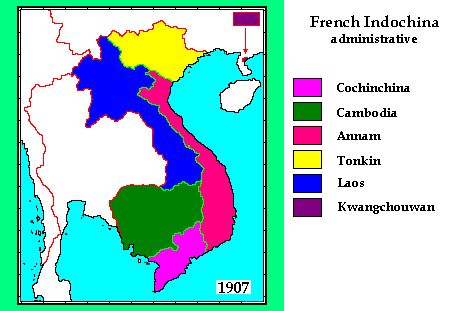 French Indochina
administrative
Cochinchina
Cambodia
Annam
Tonkin
Laos
Kwangchouwan
1907